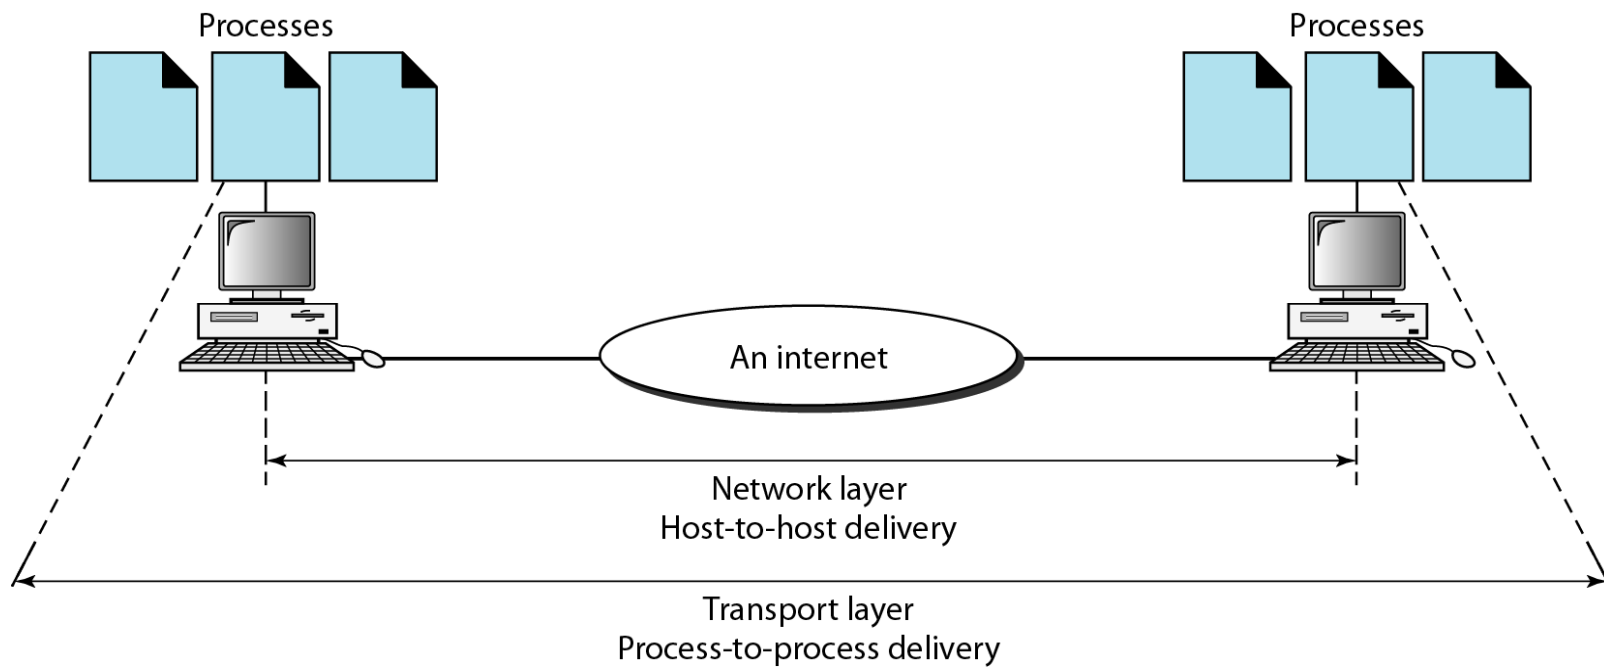 Processes
Processes
An internet
Network layer
Host-to-host delivery
Transport layer
Process-to-process delivery